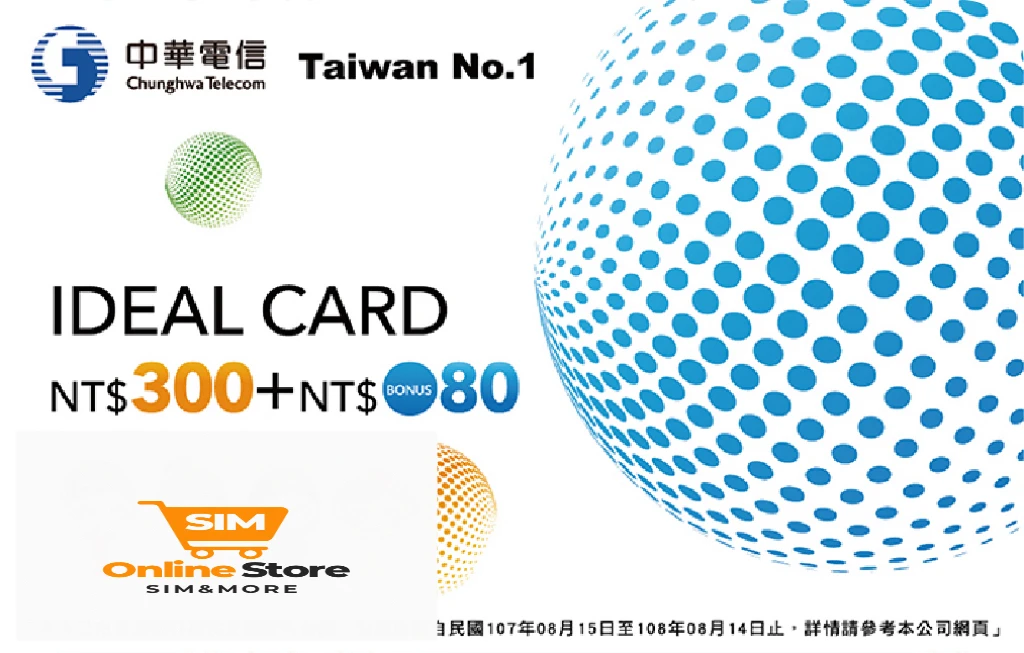 中華電信
Chunghwa Telecom
Taiwan No.1
IDEAL CARD
NT$300+NT$BONUS80
SIM
Online Store
SIM&MORE
自民國107年08月15日至108年08月14日止，詳情請參考本公司網頁」